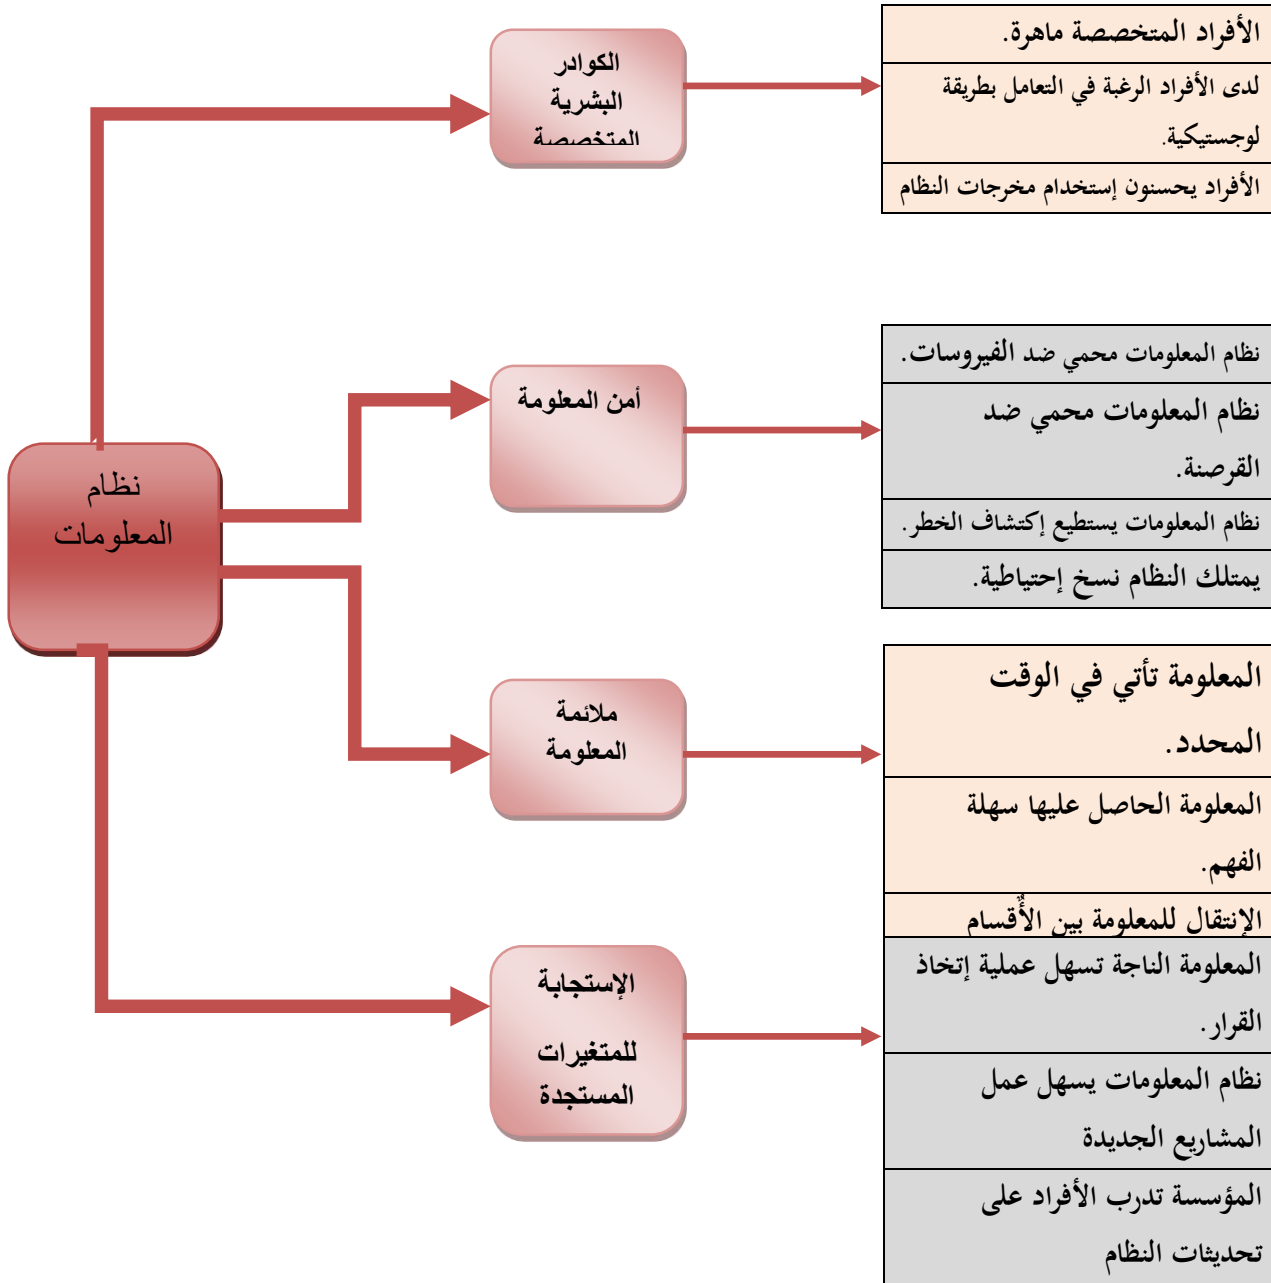 الكوادر
البشرية
المتخصصة
الأفراد المتخصصة ماهرة.
لدى الأفراد الرغبة في التعامل بطريقة
لوجستيكية.
الأفراد يحسنون إستخدام مخرجات النظام
نظام
المعلومات
أمن المعلومة
نظام المعلومات محمي ضد الفيروسات.
نظام المعلومات محمي ضد
القرصنة.
نظام المعلومات يستطيع إكتشاف الخطر.
يمتلك النظام نسخ إحتياطية.
ملائمة
المعلومة
المعلومة تأتي في الوقت
المحدد.
المعلومة الحاصل عليها سهلة
الفهم.
الإنتقال للمعلومة بين الأٌقسام
الإستجابة
للمتغيرات
المستجدة
المعلومة الناجة تسهل عملية إتخاذ
القرار.
نظام المعلومات يسهل عمل
المشاريع الجديدة
المؤسسة تدرب الأفراد على
تحديثات النظام